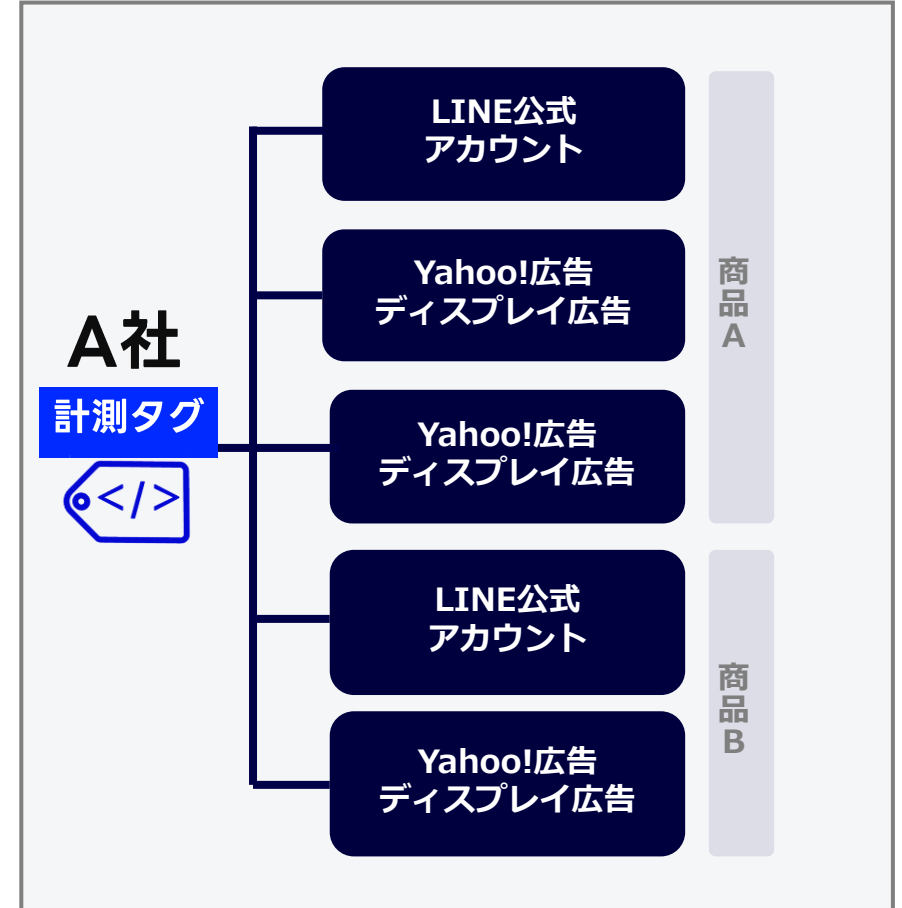 LINE公式
アカウント
Yahoo!広告
ディスプレイ広告
商品A
A社
計測タグ
</>
Yahoo!広告
ディスプレイ広告
LINE公式
アカウント
商品B
Yahoo!広告
ディスプレイ広告